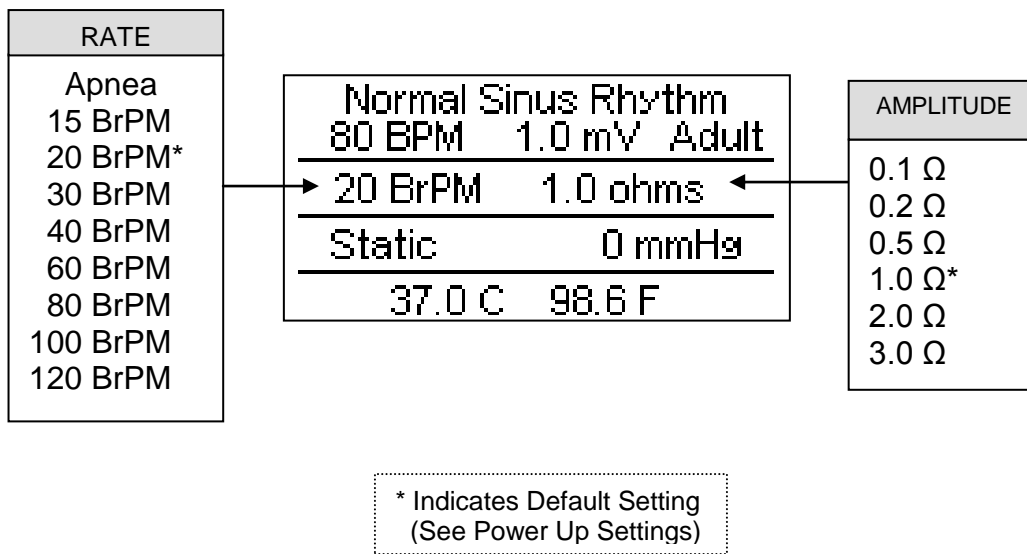 RATE
Apnea
15 BrPM
20 BrPM*
30 BrPM
40 BrPM
60 BrPM
80 BrPM
100 BrPM
120 BrPM
Normal Sinus Rhythm
80 BPM 1.0 mV Adult
20 BrPM 1.0 ohms
Static 0 mmHg
37.0 C 98.6 F
AMPLITUDE
0.1 Ω
0.2 Ω
0.5 Ω
1.0 Ω*
2.0 Ω
3.0 Ω
* Indicates Default Setting
(See Power Up Settings)